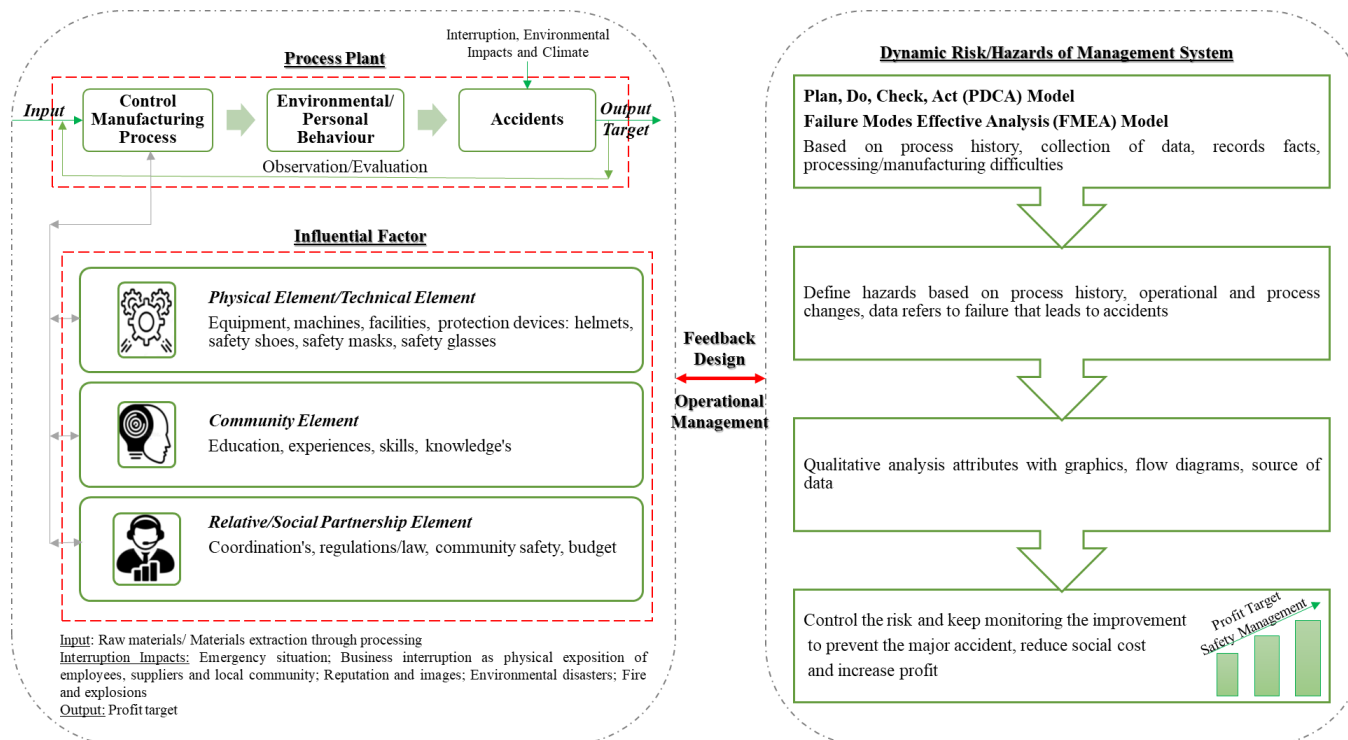 Interruption, Environmental
Impacts and Climate
Process Plant
Input
Control
Manufacturing
Process
Environmental/
Personal
Behaviour
Accidents
Output
Target
Observation/Evaluation
Influential Factor
Physical Element/Technical Element
Equipment, machines, facilities, protection devices: helmets,
safety shoes, safety masks, safety glasses
Community Element
Education, experiences, skills, knowledge's
Relative/Social Partnership Element
Coordination's, regulations/law, community safety, budget
Input: Raw materials/ Materials extraction through processing
Interruption Impacts: Emergency situation; Business interruption as physical exposition of
employees, suppliers and local community; Reputation and images; Environmental disasters; Fire
and explosions
Output: Profit target
Feedback
Design
Operational
Management
Dynamic Risk/Hazards of Management System
Plan, Do, Check, Act (PDCA) Model
Failure Modes Effective Analysis (FMEA) Model
Based on process history, collection of data, records facts,
processing/manufacturing difficulties
Define hazards based on process history, operational and process
changes, data refers to failure that leads to accidents
Qualitative analysis attributes with graphics, flow diagrams, source of
data
Control the risk and keep monitoring the improvement
to prevent the major accident, reduce social cost
and increase profit
Profit Target
Safety Management